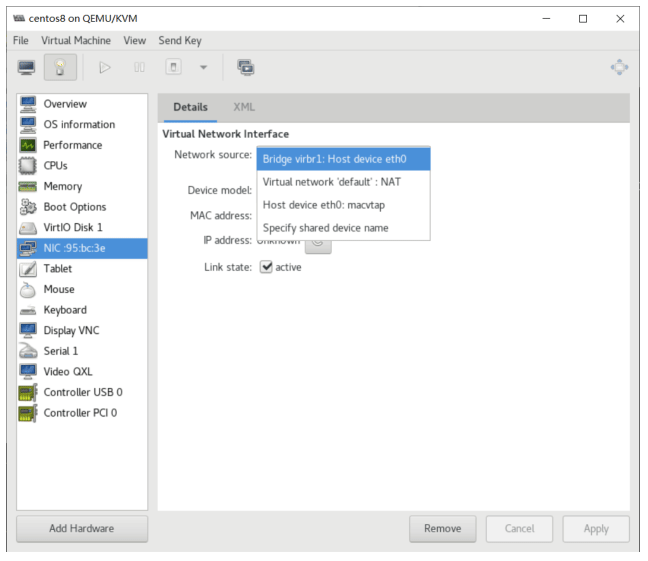 centos8 on QEMU/KVM
File Virtual Machine View Send Key
Overview
OS information
Performance
CPUs
Memory
Boot Options
VirtIO Disk 1
NIC :95:bc:3e
Tablet
Mouse
Keyboard
Display VNC
Serial 1
Video QXL
Controller USB 0
Controller PCI 0
Add Hardware
Details XML
Virtual Network Interface
Network source:
Bridge virbr1: Host device eth0
Virtual network 'default' : NAT
Host device eth0: macvtap
Specify shared device name
Device model:
MAC address:
IP address: Unknown
Link state: active
Remove Cancel Apply